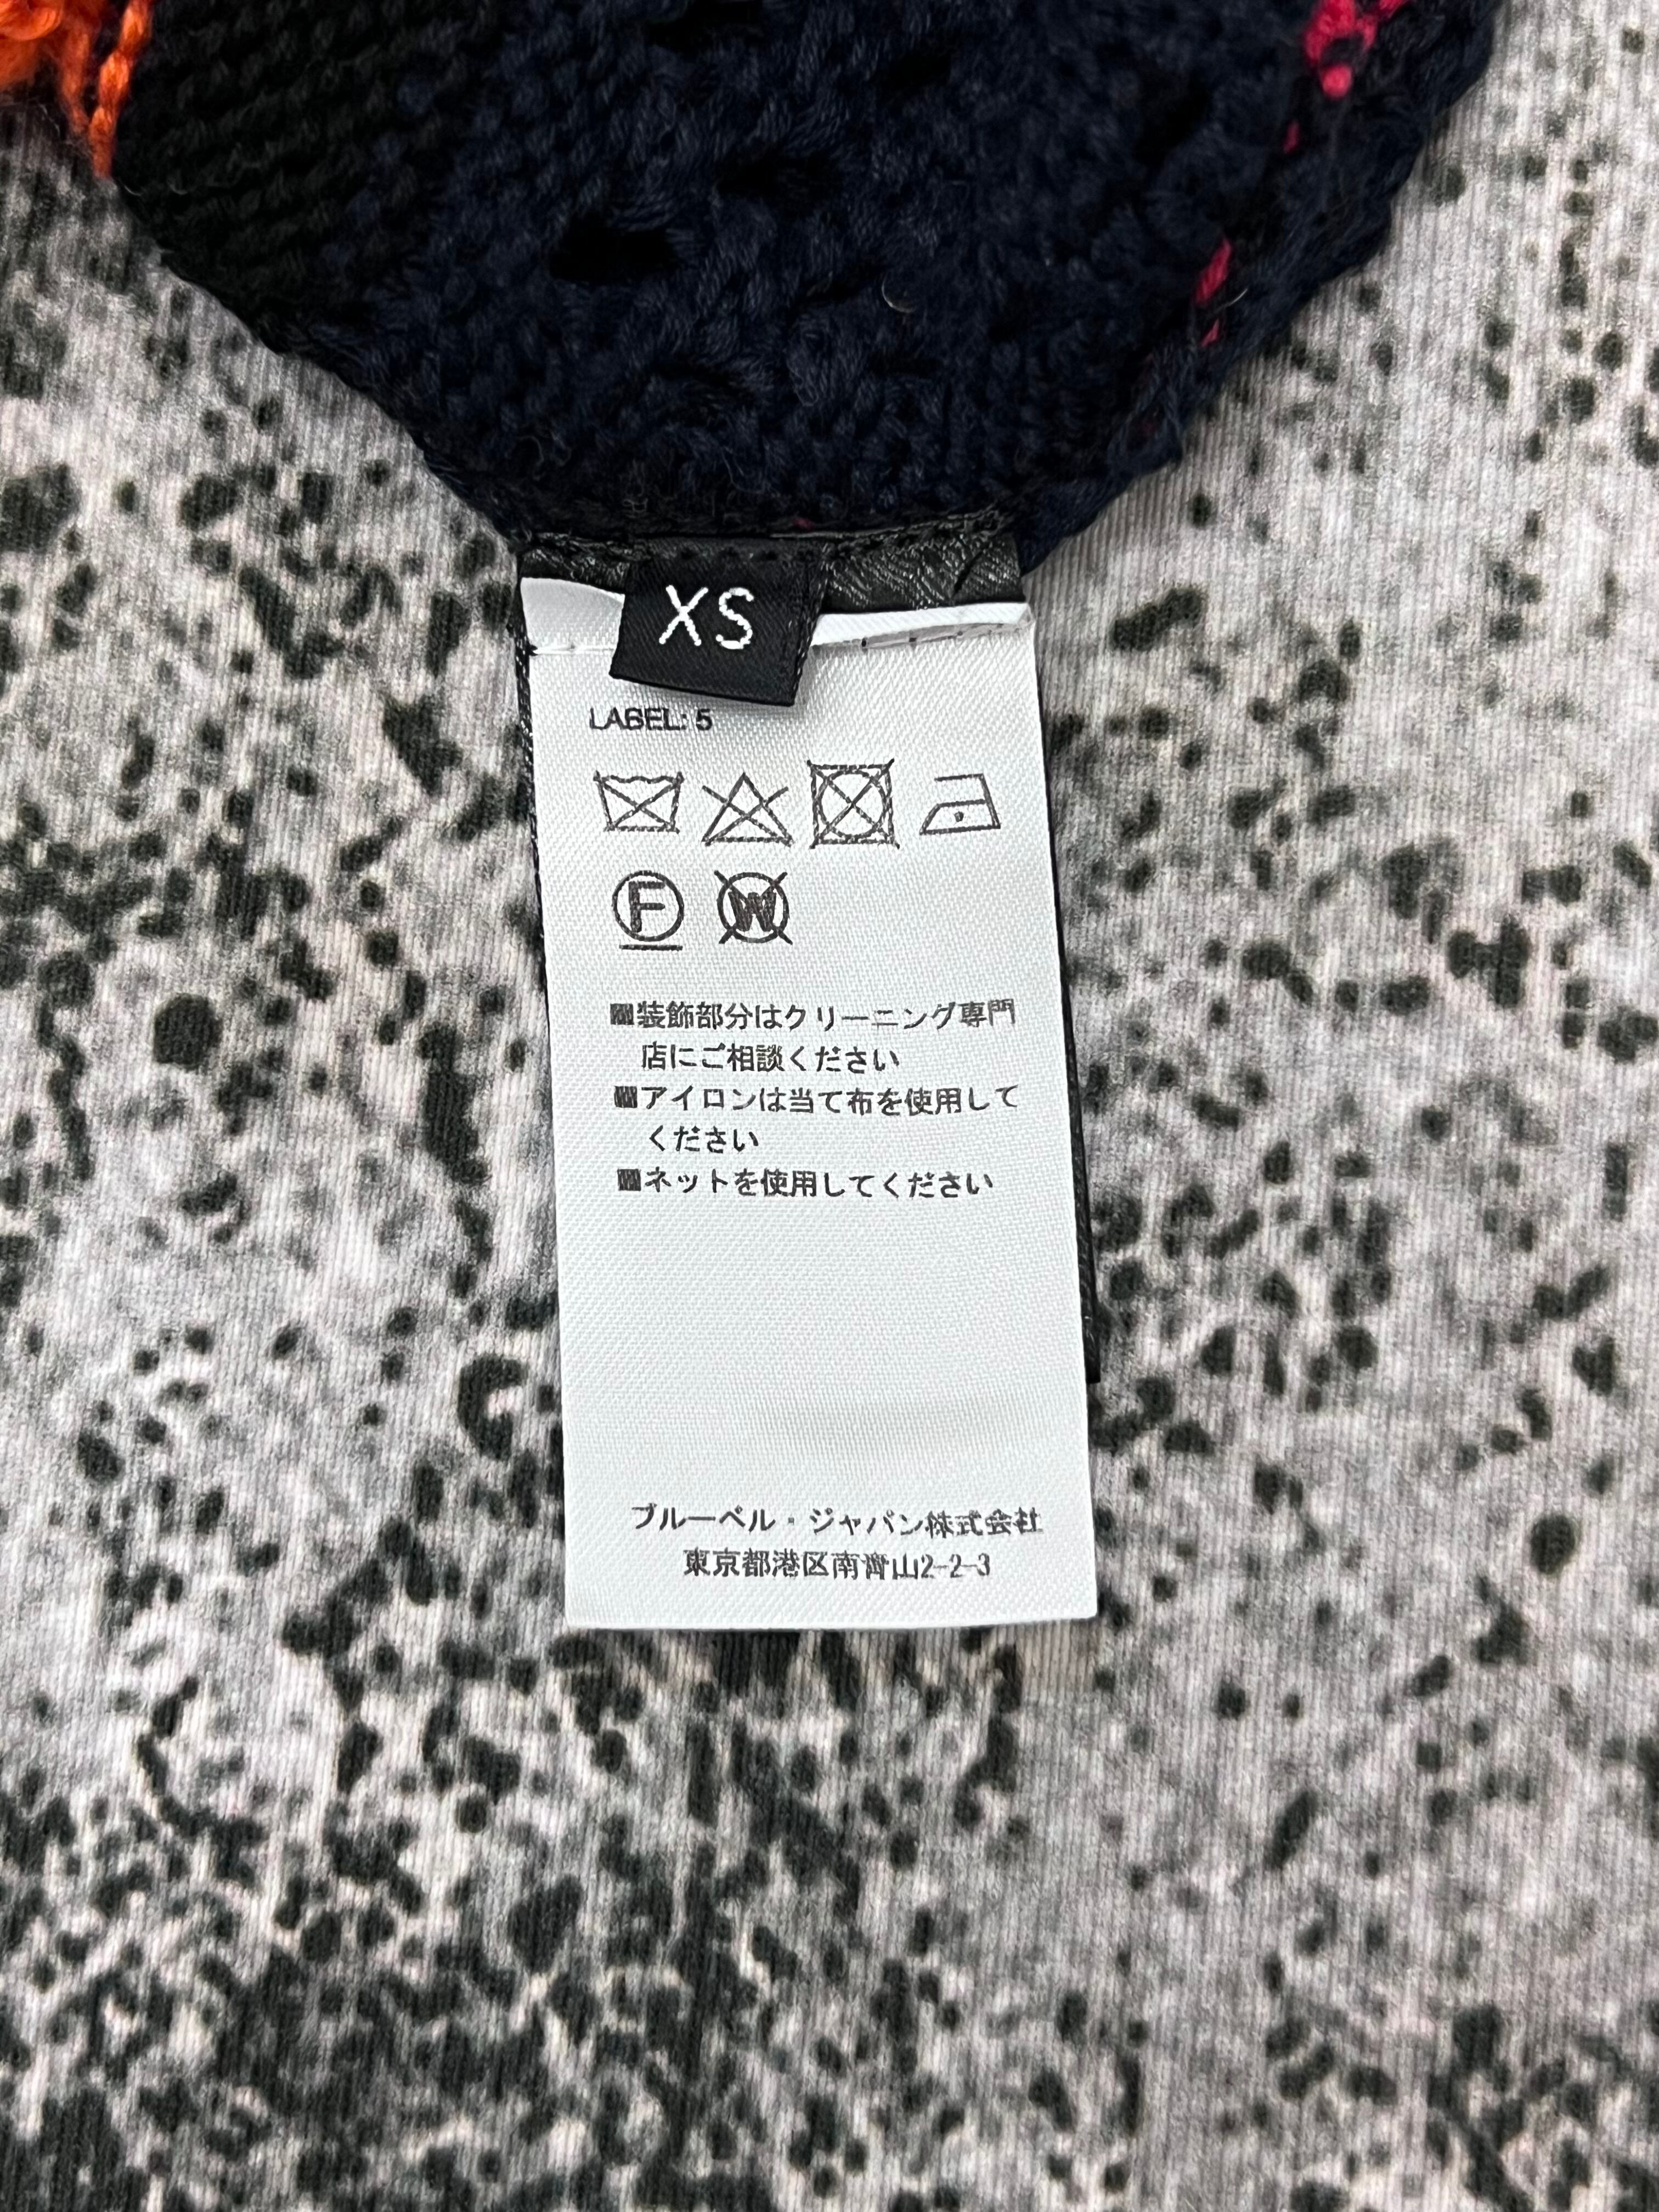 XS
LABEL: 5
F W
■装飾部分はクリーニング専門
店にご相談ください
■アイロンは当て布を使用して
ください
■ネットを使用してください
ブルーベル・ジャパン株式会社
東京都港区南青山2-2-3